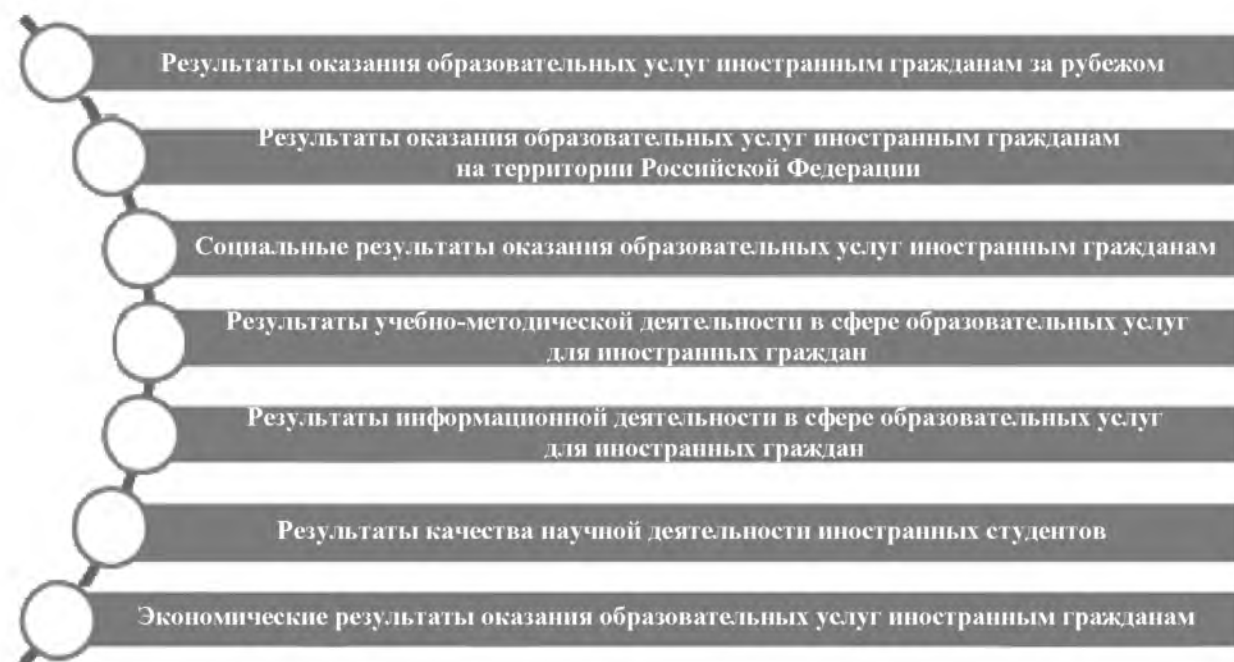 Результаты оказания образовательных услуг иностранным гражданам за рубежом
Результаты оказания образовательных услуг иностранным гражданам
на территории Российской Федерации
Социальные результаты оказания образовательных услуг иностранным гражданам
Результаты учебно-методической деятельности в сфере образовательных услуг
для иностранных граждан
Результаты информационной деятельности в сфере образовательных услуг
для иностранных граждан
Результаты качества научной деятельности иностранных студентов
Экономические результаты оказания образовательных услуг иностранным гражданам